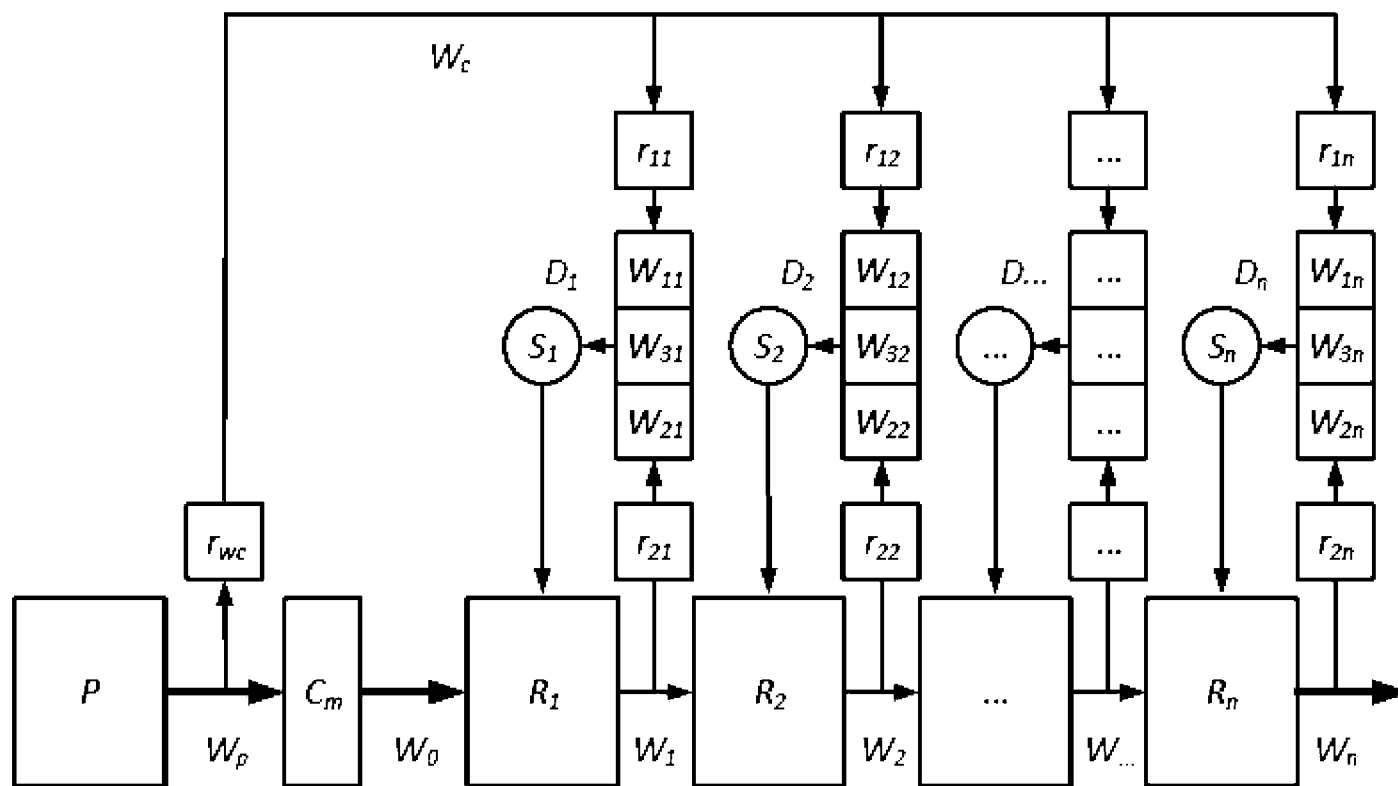 W_c
r_11 r_12 ... r_1n
D_1 W_11 D_2 W_12 D... ... D_n W_1n
S_1 W_31 S_2 W_32 ... ... S_n W_3n
W_21 W_22 ... W_2n
r_wc r_21 r_22 ... r_2n
P C_m R_1 R_2 ... R_n
W_p W_0 W_1 W_2 W_... W_n